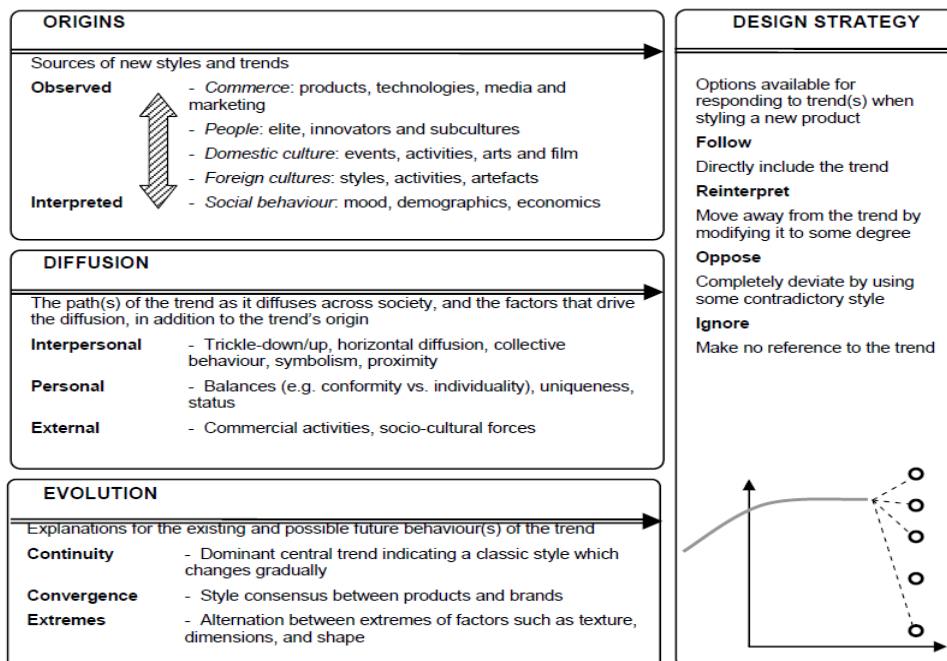 ORIGINS
Sources of new styles and trends
Observed - Commerce: products, technologies, media and
marketing
- People: elite, innovators and subcultures
- Domestic culture: events, activities, arts and film
- Foreign cultures: styles, activities, artefacts
Interpreted - Social behaviour: mood, demographics, economics
DIFFUSION
The path(s) of the trend as it diffuses across society, and the factors that drive
the diffusion, in addition to the trend's origin
Interpersonal - Trickle-down/up, horizontal diffusion, collective
behaviour, symbolism, proximity
Personal - Balances (e.g. conformity vs. individuality), uniqueness,
status
External - Commercial activities, socio-cultural forces
EVOLUTION
Explanations for the existing and possible future behaviour(s) of the trend
Continuity - Dominant central trend indicating a classic style which
changes gradually
Convergence - Style consensus between products and brands
Extremes - Alternation between extremes of factors such as texture,
dimensions, and shape
DESIGN STRATEGY
Options available for
responding to trend(s) when
styling a new product
Follow
Directly include the trend
Reinterpret
Move away from the trend by
modifying it to some degree
Oppose
Completely deviate by using
some contradictory style
Ignore
Make no reference to the trend